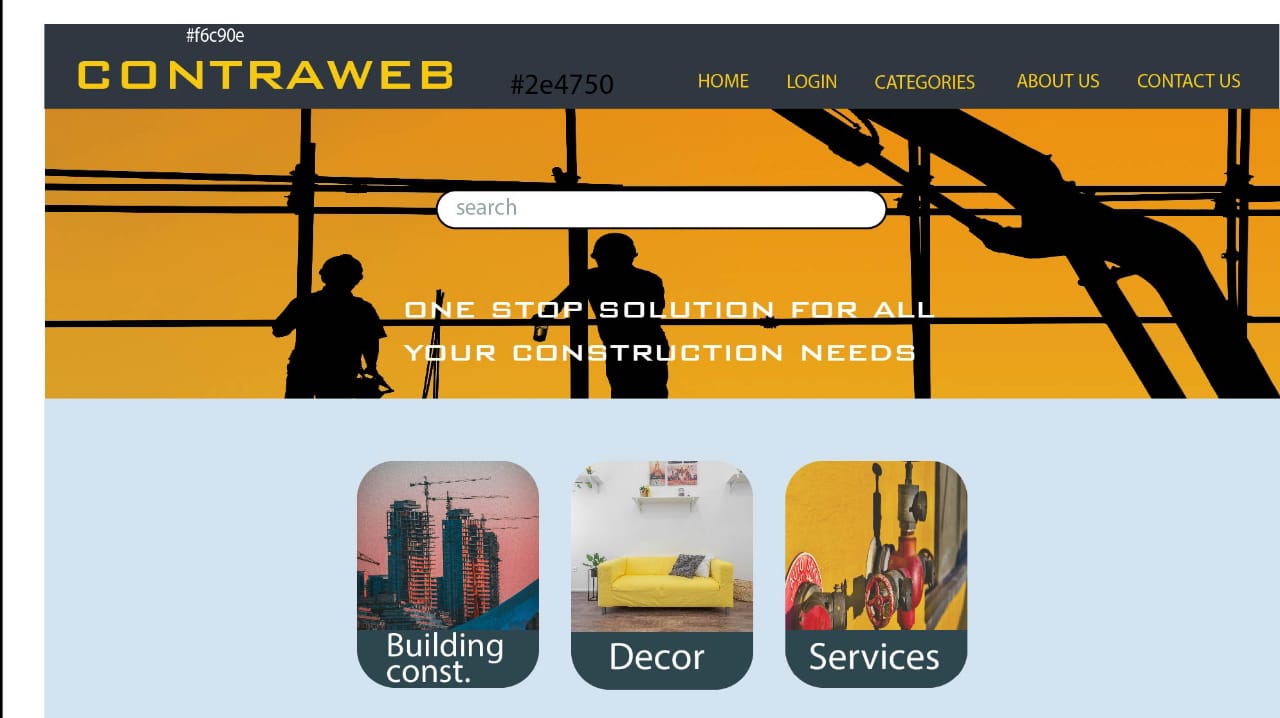 #f6c90e
CONTRAWEB
#2e4750
HOME LOGIN CATEGORIES ABOUT US CONTACT US
search
ONE STOP SOLUTION FOR ALL
YOUR CONSTRUCTION NEEDS
Building
const.
Decor
Services